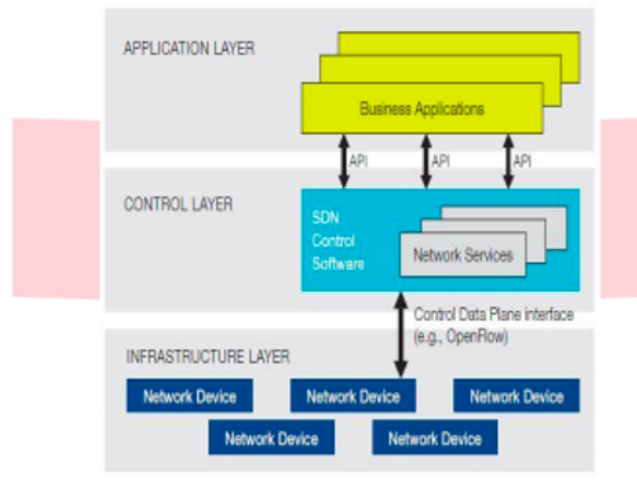 APPLICATION LAYER
Business Applications
API API API
CONTROL LAYER
SDN
Control
Software
Network Services
Control Data Plane interface
(e.g., OpenFlow)
INFRASTRUCTURE LAYER
Network Device Network Device Network Device
Network Device Network Device